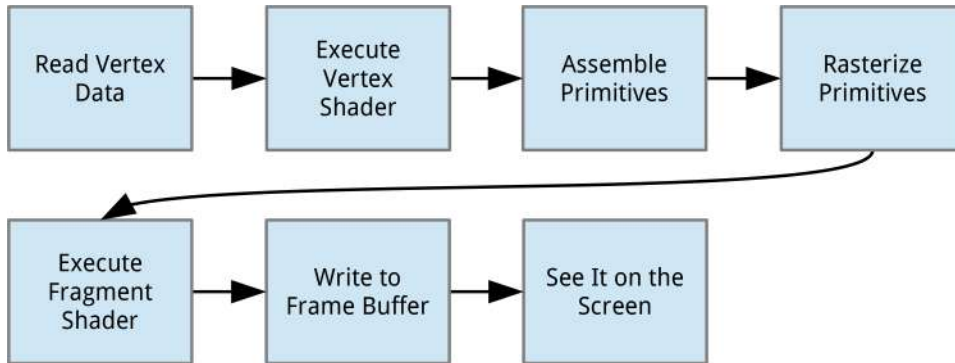 Read Vertex
Data
Execute
Vertex
Shader
Assemble
Primitives
Rasterize
Primitives
Execute
Fragment
Shader
Write to
Frame Buffer
See It on the
Screen